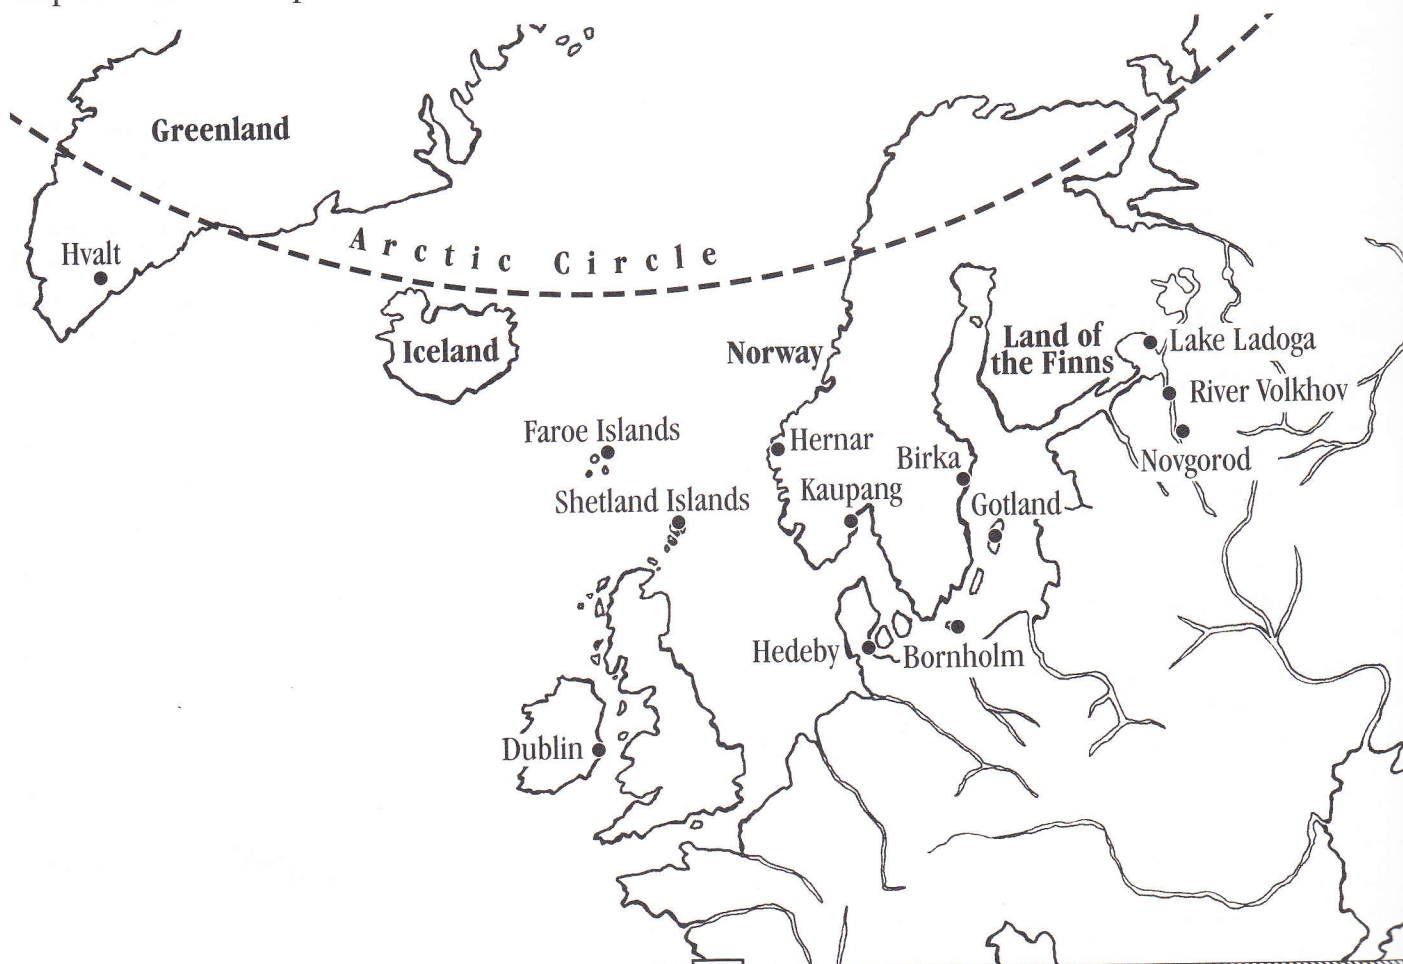 Greenland
Hvalt
Arctic Circle
Iceland
Norway
Land of
the Finns
Lake Ladoga
River Volkhov
Novgorod
Faroe Islands
Hernar
Birka
Shetland Islands
Kaupang
Gotland
Hedeby
Bornholm
Dublin